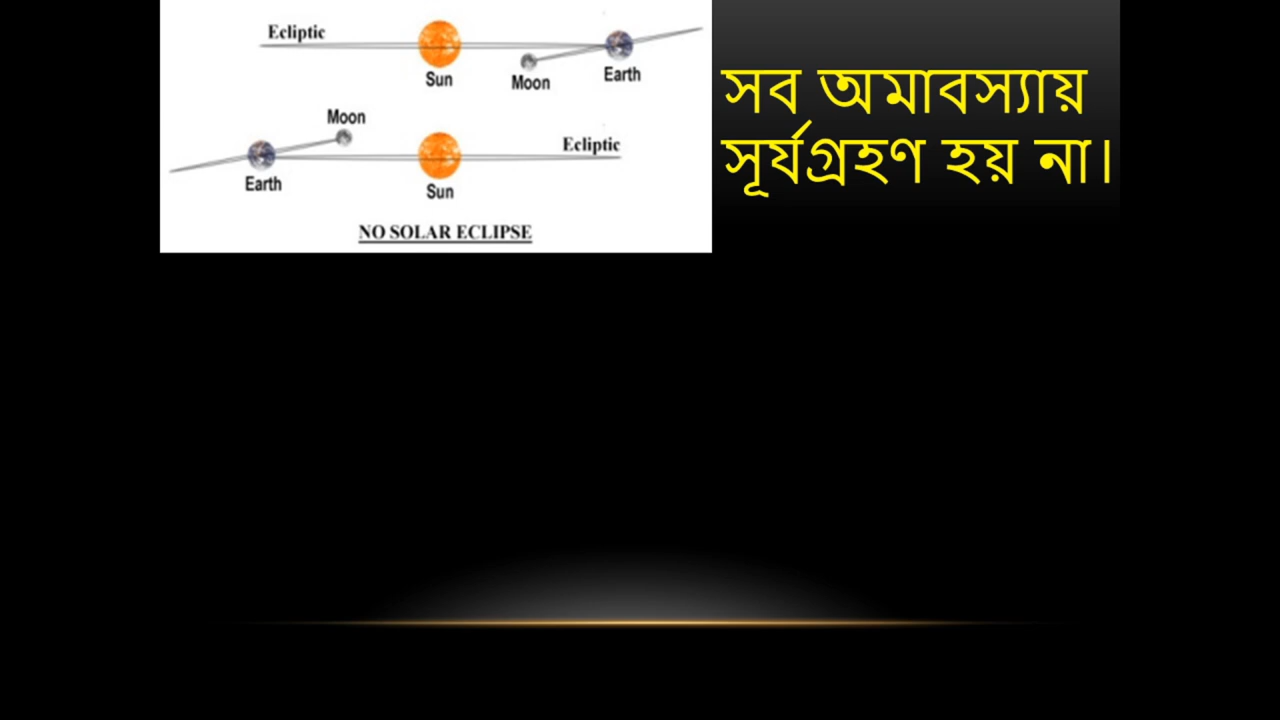 Ecliptic
Sun
Moon
Earth
Moon
Ecliptic
Earth
Sun
NO SOLAR ECLIPSE
সব অমাবস্যায়
সূর্যগ্রহণ হয় না।